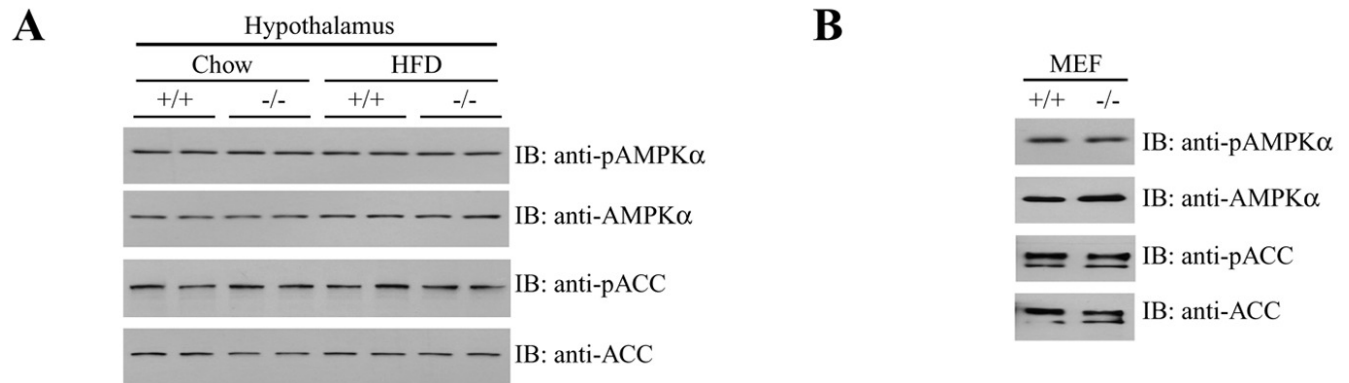 A
Hypothalamus
Chow HFD
+/+ -/- +/+ -/-
IB: anti-pAMPKα
IB: anti-AMPKα
IB: anti-pACC
IB: anti-ACC
B
MEF
+/+ -/-
IB: anti-pAMPKα
IB: anti-AMPKα
IB: anti-pACC
IB: anti-ACC